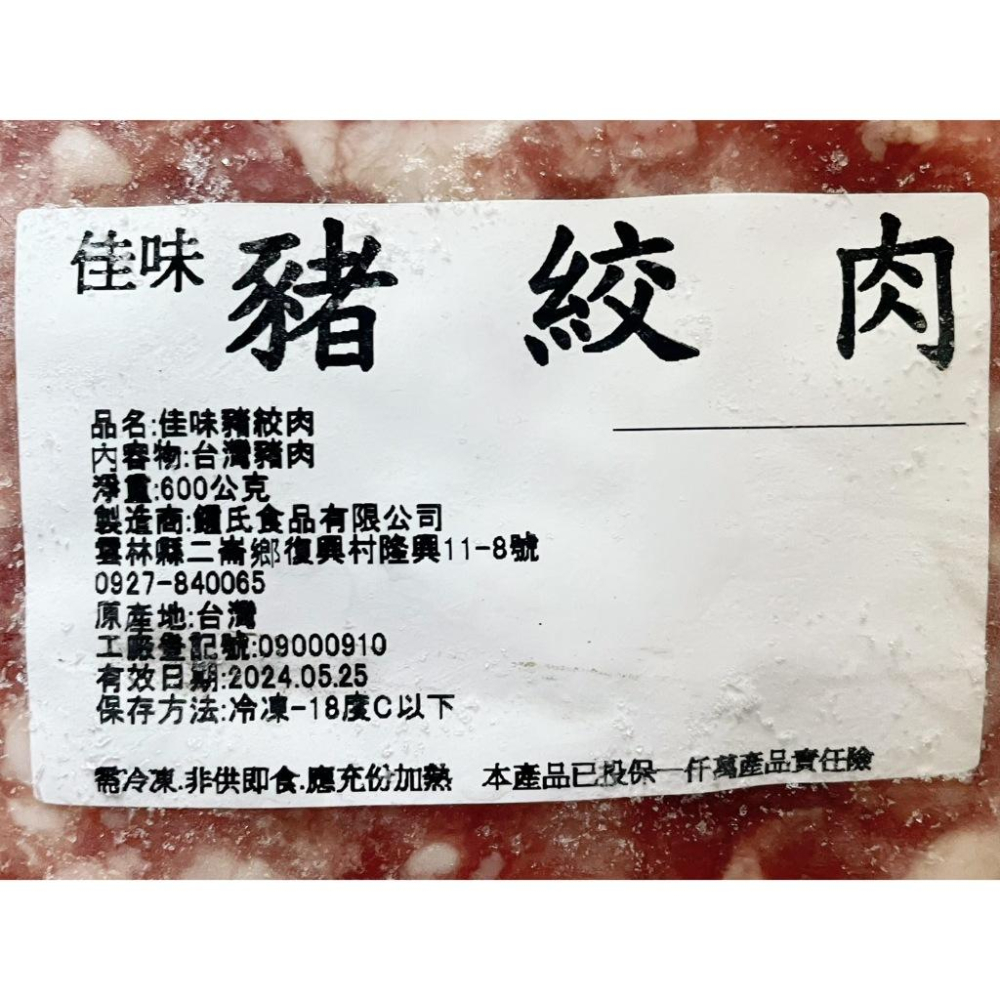 佳味 豬絞肉
品名:佳味豬絞肉
內容物:台灣豬肉
淨重:600公克
製造商:鍾氏食品有限公司
雲林縣二崙鄉復興村隆興11-8號
0927-840065
原產地:台灣
工廠登記號:09000910
有效日期:2024.05.25
保存方法:冷凍-18度C以下
需冷凍.非供即食.應充份加熱 本產品已投保一仟萬產品責任險